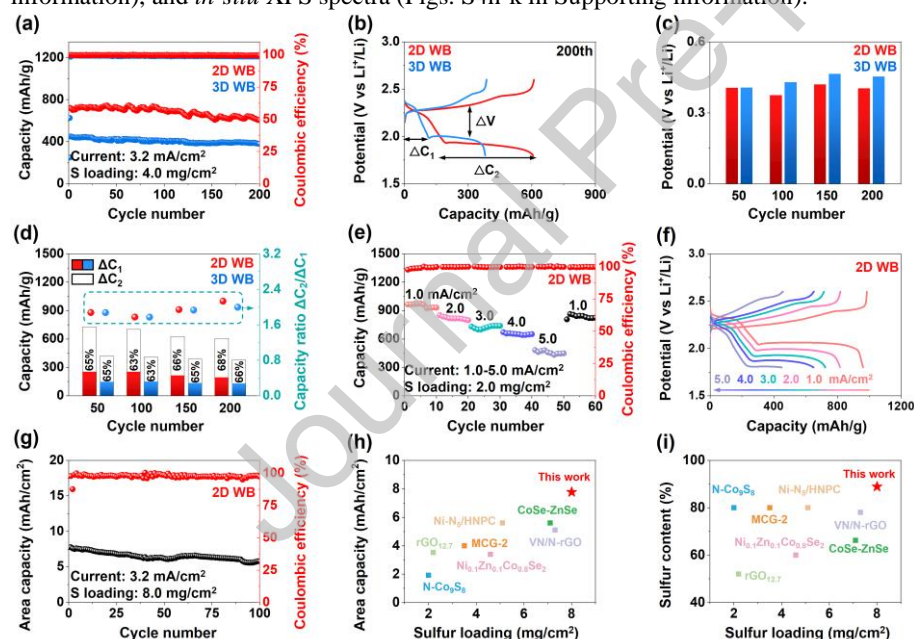 information), and in-situ XPS spectra (Figs. S4i-k in Supporting information).
(a)
1200
800
400
0
Capacity (mAh/g)
0 50 100 150 200
Cycle number
100
75
50
25
0
Coulombic efficiency (%)
2D WB
3D WB
Current: 3.2 mA/cm²
S loading: 4.0 mg/cm²
(b)
3.0
2.5
2.0
1.5
Potential (V vs Li⁺/Li)
0 300 600 900
Capacity (mAh/g)
2D WB
3D WB
200th
ΔV
ΔC₁
ΔC₂
(c)
0.6
0.3
0.0
Potential (V vs Li⁺/Li)
50 100 150 200
Cycle number
2D WB
3D WB
(d)
1500
1200
900
600
300
0
Capacity (mAh/g)
50 100 150 200
Cycle number
3.2
2.4
1.6
0.8
0.0
Capacity ratio ΔC₂/ΔC₁
ΔC₁
ΔC₂
2D WB
3D WB
65% 65% 63% 63% 66% 65% 68% 66%
(e)
1500
1200
900
600
300
0
Capacity (mAh/g)
0 10 20 30 40 50 60
Cycle number
100
75
50
25
0
Coulombic efficiency (%)
2D WB
1.0 mA/cm²
2.0
3.0
4.0
5.0
1.0
Current: 1.0-5.0 mA/cm²
S loading: 2.0 mg/cm²
(f)
3.0
2.7
2.4
2.1
1.8
1.5
Potential (V vs Li⁺/Li)
0 400 800 1200
Capacity (mAh/g)
2D WB
5.0 4.0 3.0 2.0 1.0 mA/cm²
(g)
20
15
10
5
0
Area capacity (mAh/cm²)
0 25 50 75 100
Cycle number
100
75
50
25
0
Coulombic efficiency (%)
2D WB
Current: 3.2 mA/cm²
S loading: 8.0 mg/cm²
(h)
10
8
6
4
2
0
Area capacity (mAh/cm²)
2 4 6 8
Sulfur loading (mg/cm²)
This work
CoSe-ZnSe
Ni-N₅/HNPC
VN/N-rGO
rGO₁₂.₇
MCG-2
Ni₀.₁Zn₀.₁Co₀.₈Se₂
N-Co₉S₈
(i)
100
80
60
40
Sulfur content (%)
2 4 6 8
Sulfur loading (mg/cm²)
This work
N-Co₉S₈
Ni-N₅/HNPC
MCG-2
VN/N-rGO
CoSe-ZnSe
Ni₀.₁Zn₀.₁Co₀.₈Se₂
rGO₁₂.₇
Journal Pre-